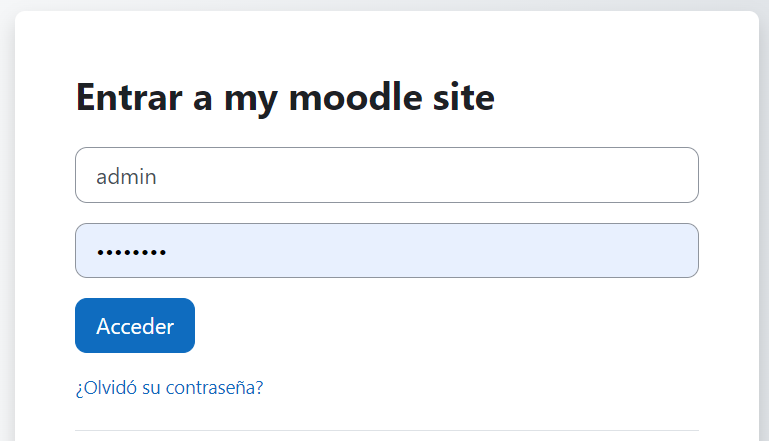 Entrar a my moodle site
admin
••••••••
Acceder
¿Olvidó su contraseña?